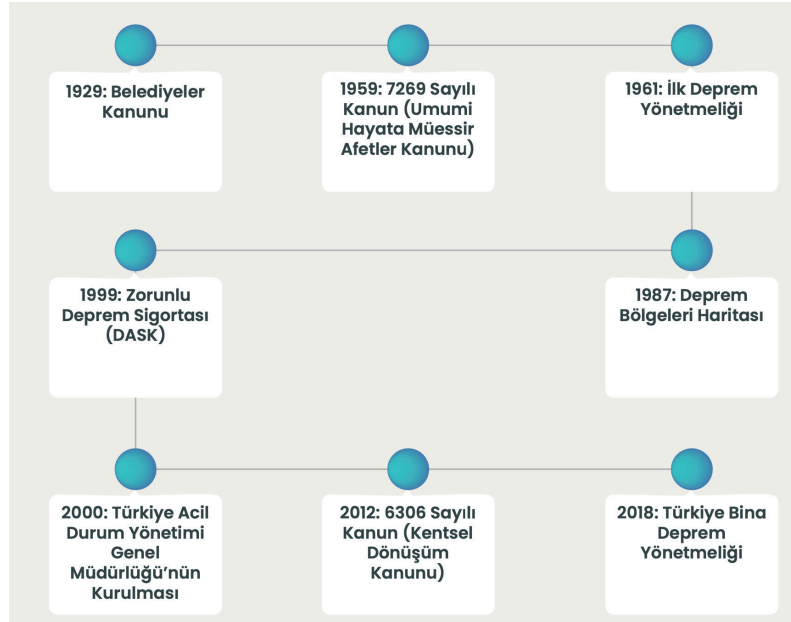 1929: Belediyeler
Kanunu
1959: 7269 Sayılı
Kanun (Umumi
Hayata Müessir
Afetler Kanunu)
1961: İlk Deprem
Yönetmeliği
1987: Deprem
Bölgeleri Haritası
1999: Zorunlu
Deprem Sigortası
(DASK)
2000: Türkiye Acil
Durum Yönetimi
Genel
Müdürlüğü’nün
Kurulması
2012: 6306 Sayılı
Kanun (Kentsel
Dönüşüm
Kanunu)
2018: Türkiye Bina
Deprem
Yönetmeliği